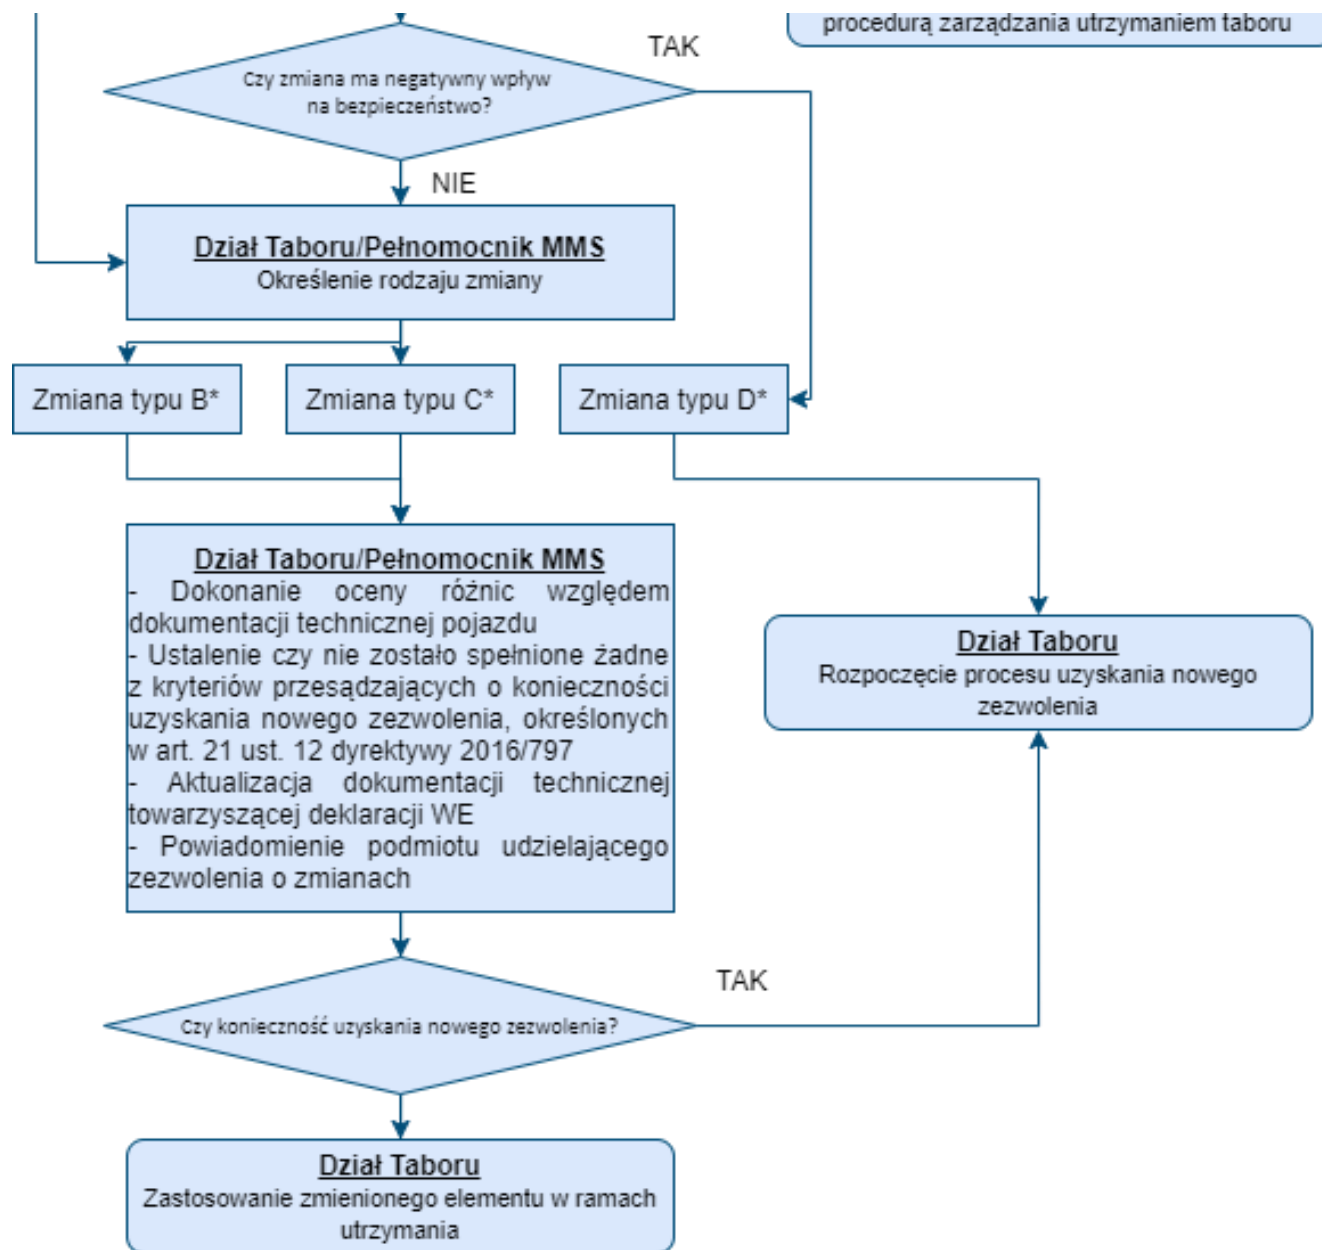 procedurą zarządzania utrzymaniem taboru
TAK
Czy zmiana ma negatywny wpływ
na bezpieczeństwo?
NIE
Dział Taboru/Pełnomocnik MMS
Określenie rodzaju zmiany
Zmiana typu B*
Zmiana typu C*
Zmiana typu D*
Dział Taboru/Pełnomocnik MMS
- Dokonanie oceny różnic względem
dokumentacji technicznej pojazdu
- Ustalenie czy nie zostało spełnione żadne
z kryteriów przesądzających o konieczności
uzyskania nowego zezwolenia, określonych
w art. 21 ust. 12 dyrektywy 2016/797
- Aktualizacja dokumentacji technicznej
towarzyszącej deklaracji WE
- Powiadomienie podmiotu udzielającego
zezwolenia o zmianach
Dział Taboru
Rozpoczęcie procesu uzyskania nowego
zezwolenia
TAK
Czy konieczność uzyskania nowego zezwolenia?
Dział Taboru
Zastosowanie zmienionego elementu w ramach
utrzymania